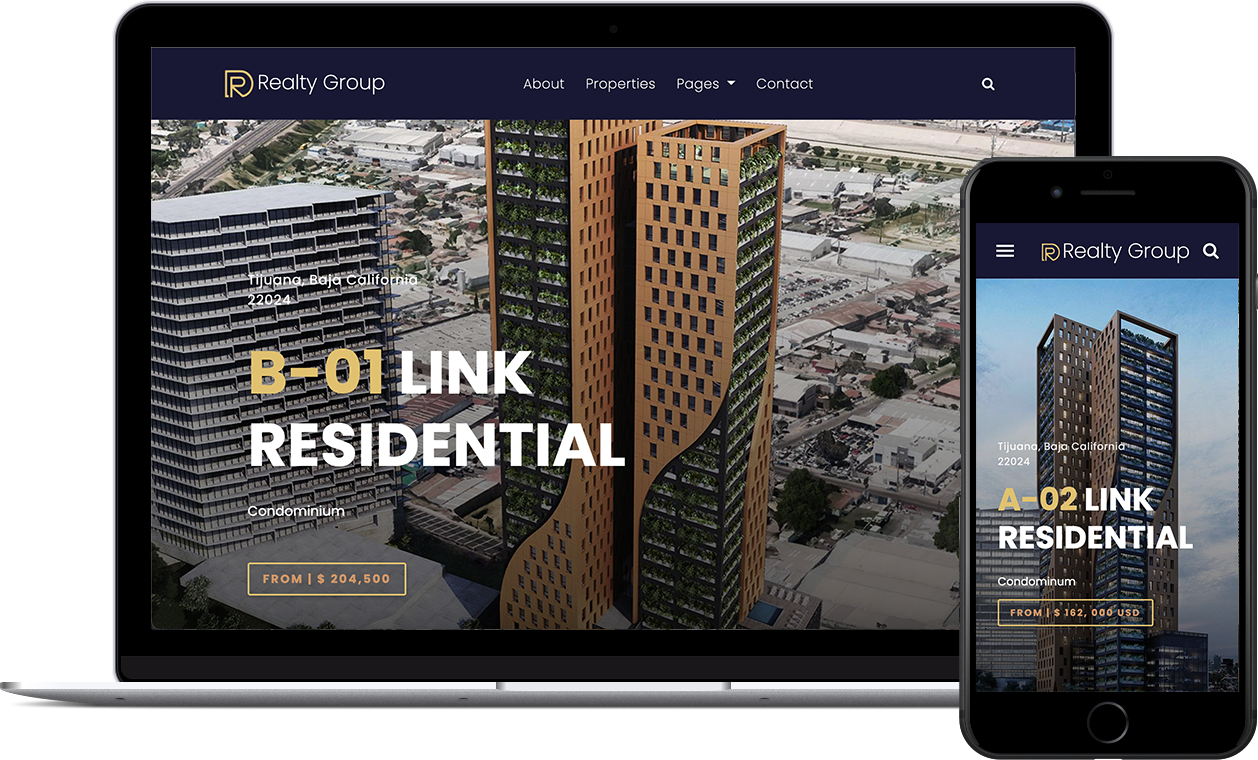 Realty Group
About Properties Pages Contact
Tijuana, Baja California
22024
B-01 LINK
RESIDENTIAL
Condominium
FROM | $ 204,500
Realty Group
Tijuana, Baja California
22024
A-02 LINK
RESIDENTIAL
Condominum
FROM | $ 162, 000 USD